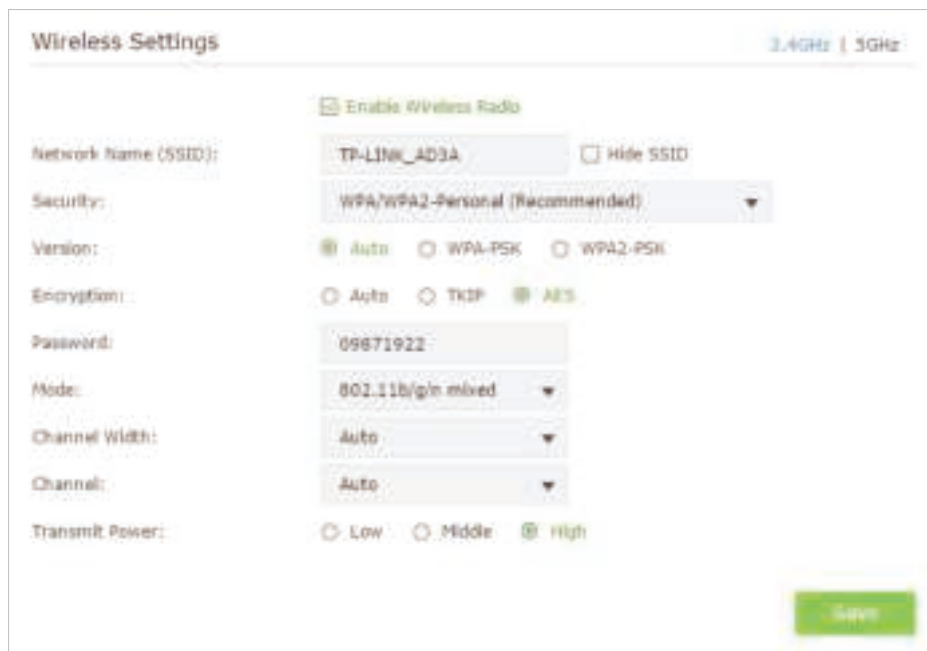 Wireless Settings 2.4GHz | 5GHz
Enable Wireless Radio
Network Name (SSID): TP-LINK_AD3A Hide SSID
Security: WPA/WPA2-Personal (Recommended)
Version: Auto WPA-PSK WPA2-PSK
Encryption: Auto TKIP AES
Password: 09871922
Mode: 802.11b/g/n mixed
Channel Width: Auto
Channel: Auto
Transmit Power: Low Middle High
Save